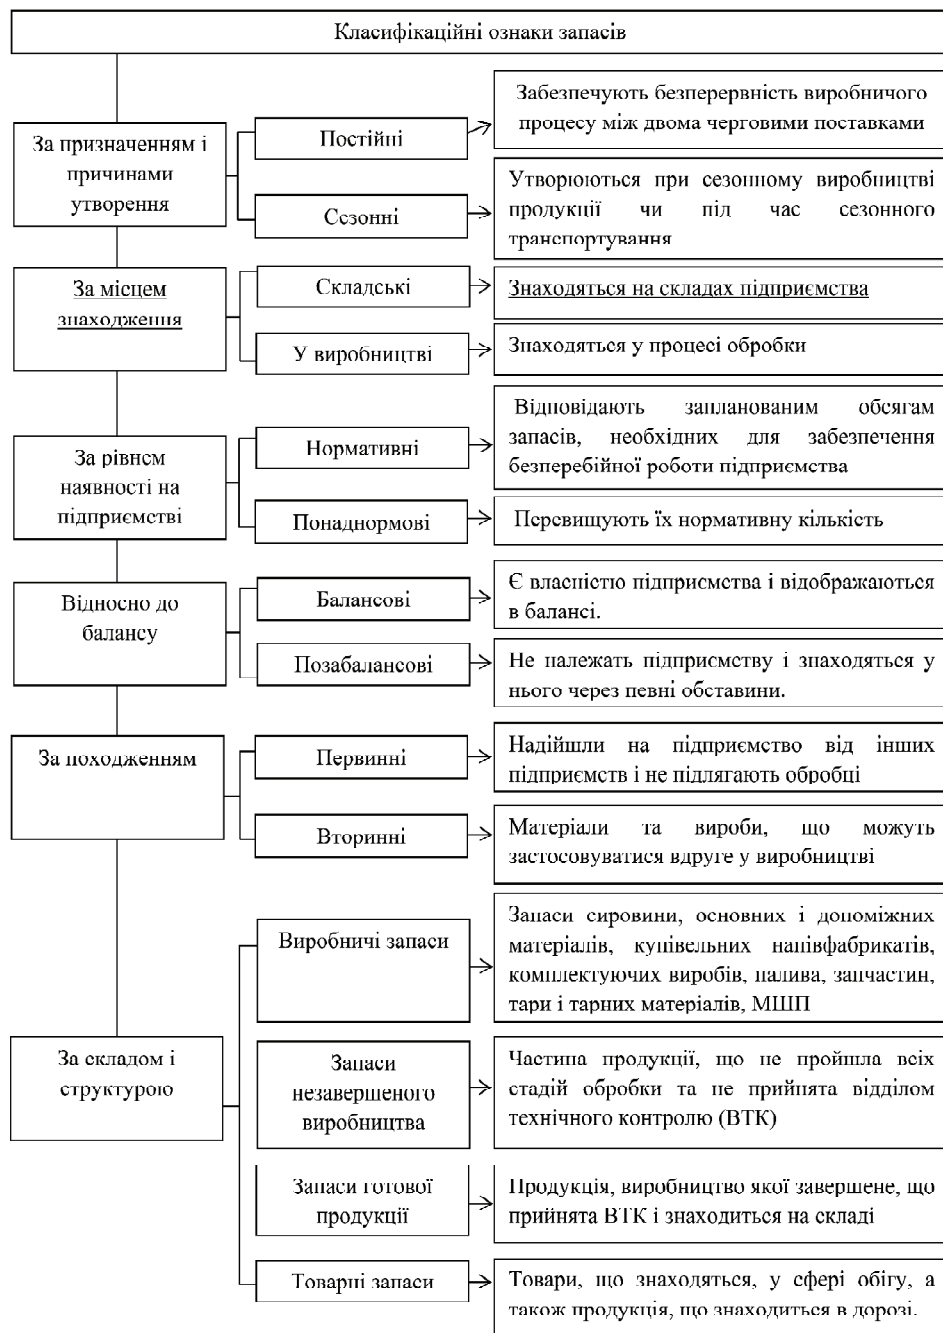 Класифікаційні ознаки запасів
За призначенням і
причинами
утворення
Постійні
Забезпечують безперервність виробничого
процесу між двома черговими поставками
Сезонні
Утворюються при сезонному виробництві
продукції чи під час сезонного
транспортування
За місцем
знаходження
Складські
Знаходяться на складах підприємства
У виробництві
Знаходяться у процесі обробки
За рівнем
наявності на
підприємстві
Нормативні
Відповідають запланованим обсягам
запасів, необхідних для забезпечення
безперебійної роботи підприємства
Понаднормові
Перевищують їх нормативну кількість
Відносно до
балансу
Балансові
Є власністю підприємства і відображаються
в балансі.
Позабалансові
Не належать підприємству і знаходяться у
нього через певні обставини.
За походженням
Первинні
Надійшли на підприємство від інших
підприємств і не підлягають обробці
Вторинні
Матеріали та вироби, що можуть
застосовуватися вдруге у виробництві
За складом і
структурою
Виробничі запаси
Запаси сировини, основних і допоміжних
матеріалів, купівельних напівфабрикатів,
комплектуючих виробів, палива, запчастин,
тари і тарних матеріалів, МШП
Запаси
незавершеного
виробництва
Частина продукції, що не пройшла всіх
стадій обробки та не прийнята відділом
технічного контролю (ВТК)
Запаси готової
продукції
Продукція, виробництво якої завершене, що
прийнята ВТК і знаходиться на складі
Товарні запаси
Товари, що знаходяться, у сфері обігу, а
також продукція, що знаходиться в дорозі.